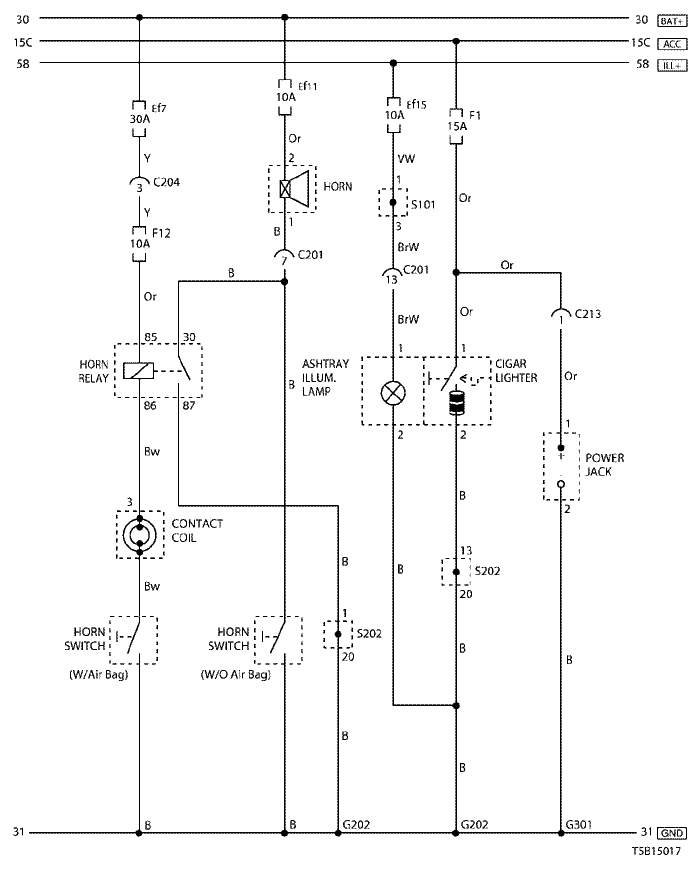 30 30 BAT+
15C 15C ACC
58 58 ILL+
Ef7
30A
Ef11
10A
Ef15
10A
F1
15A
Or
Y
2
VW
C204
3
HORN
1
S101
Or
Y
1
3
F12
10A
B
BrW
C201
7
C201
13
Or
B
Or
C213
1
Or
BrW
Or
85
30
1
1
HORN
RELAY
ASHTRAY
ILLUM.
LAMP
CIGAR
LIGHTER
B
Or
86
87
2
2
1
Bw
+
POWER
JACK
3
B
2
CONTACT
COIL
13
B
B
S202
20
Bw
1
HORN
SWITCH
HORN
SWITCH
S202
20
B
B
(W/Air Bag)
(W/O Air Bag)
B
B
31
B
B
G202
G202
G301
31 GND
T5B15017